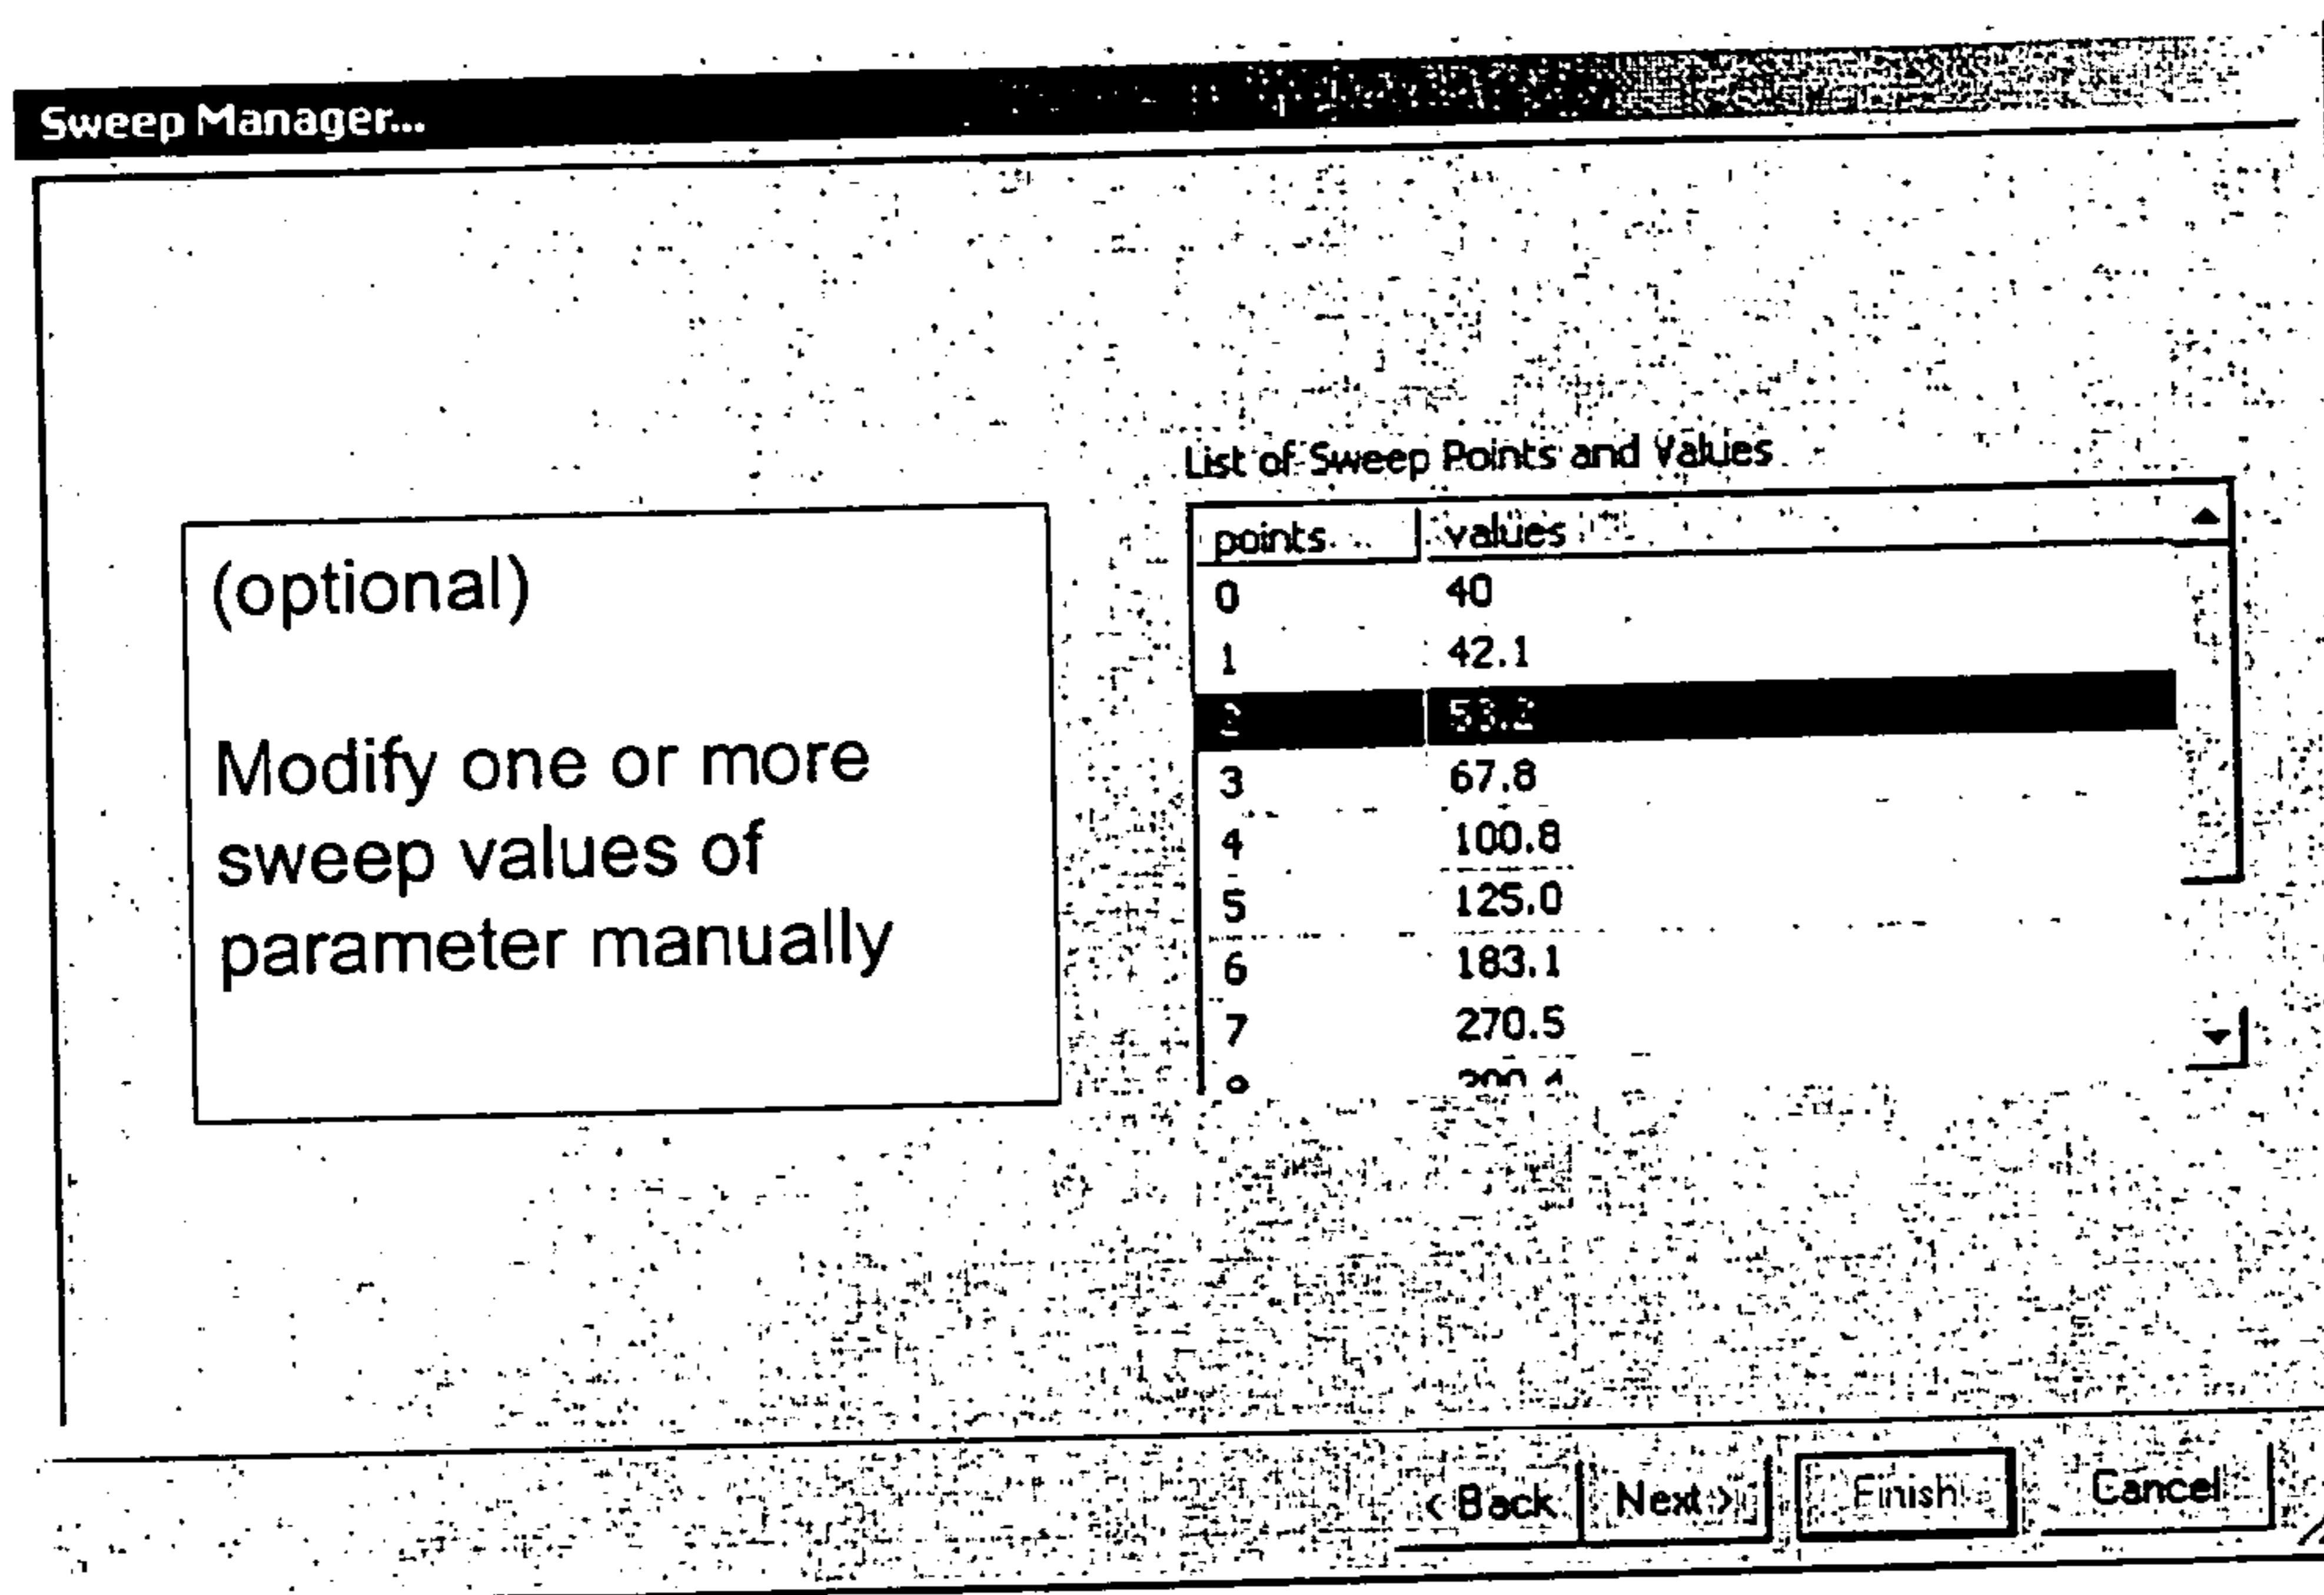 Sweep Manager...
(optional)
Modify one or more
sweep values of
parameter manually
List of Sweep Points and Values
points values
0 40
1 42.1
2 53.2
3 67.8
4 100.8
5 125.0
6 183.1
7 270.5
< Back Next > Finish Cancel